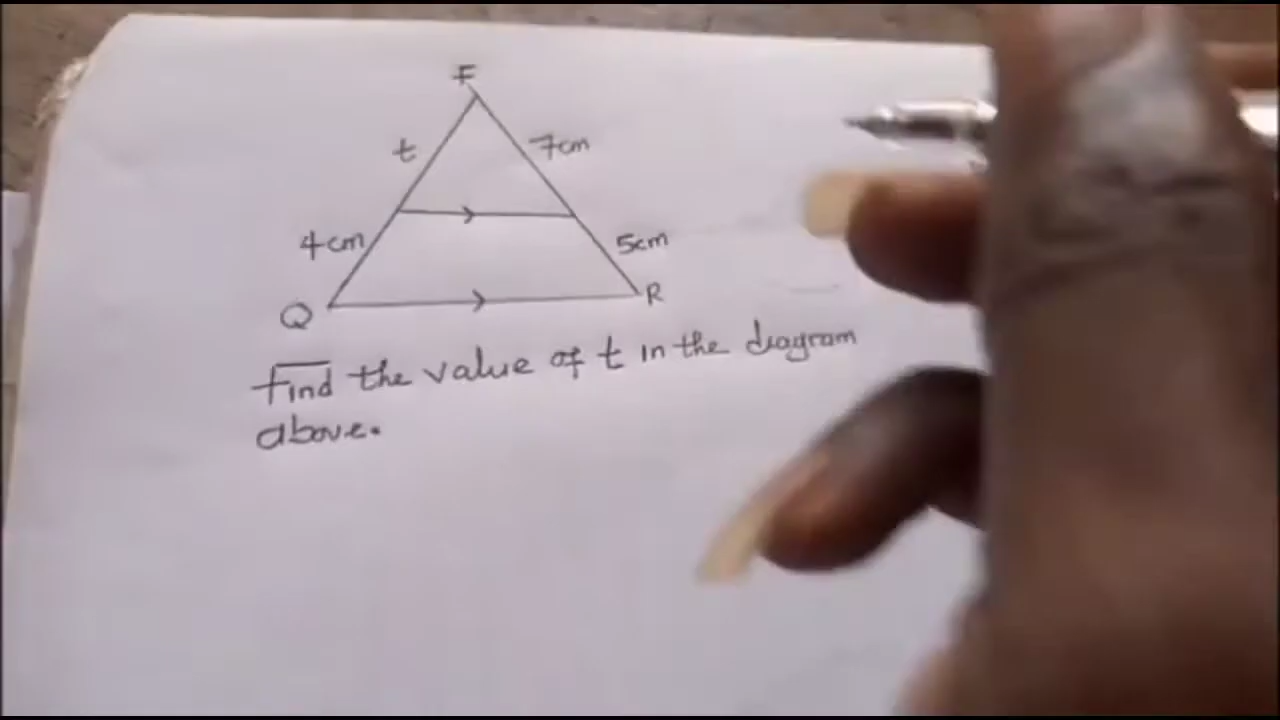 F
t 7cm
4cm 5cm
Q R
Find the value of t in the diagram
above.